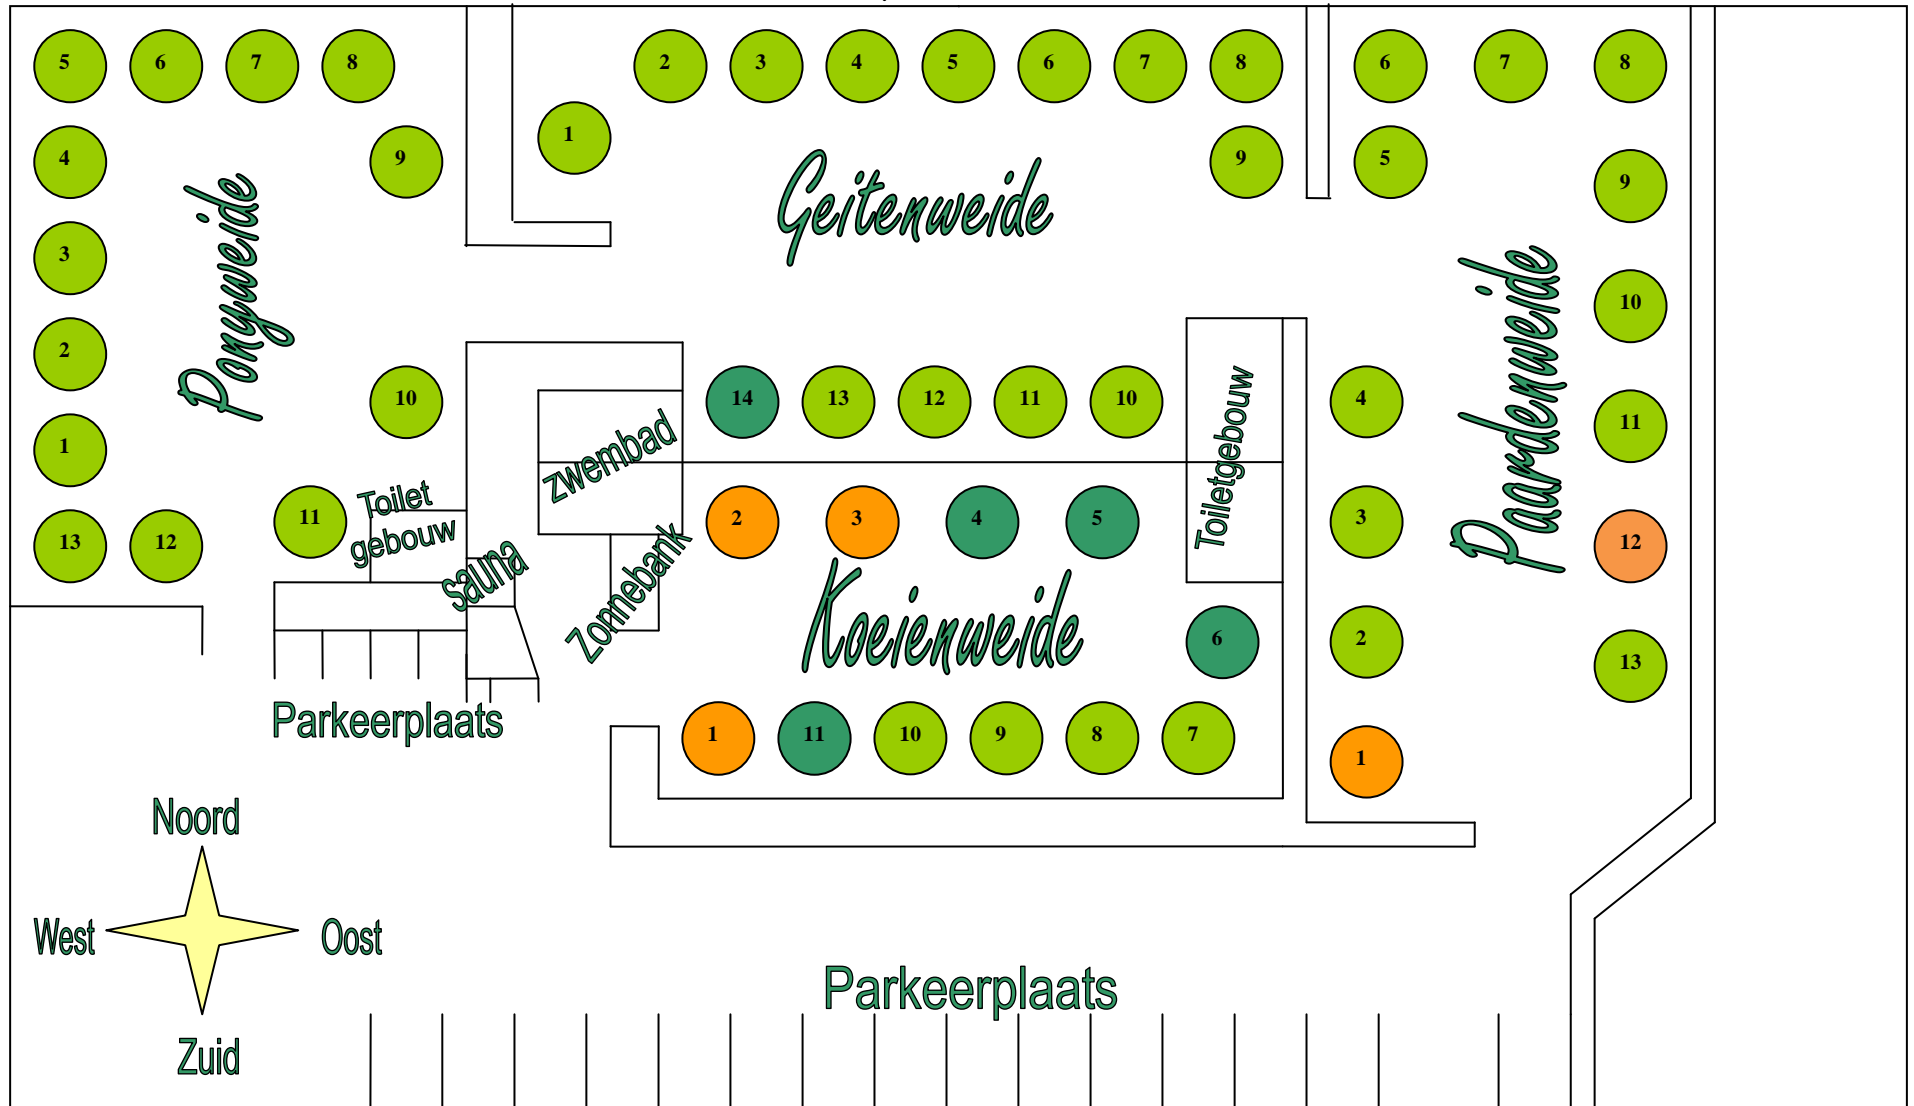 5 6 7 8 2 3 4 5 6 7 8 6 7 8
1
4 9 9 5 9
Geitenweide
Ponyweide
3
Paardenweide
10
2
10 14 13 12 11 10 4
Toiletgebouw
11
1
zwembad
Toilet
gebouw
11
2 3 4 5 3
13 12 12
sauna
Zonnebank
Koeienweide
6 2 13
Parkeerplaats
1 11 10 9 8 7 1
Noord
West Oost
Parkeerplaats
Zuid